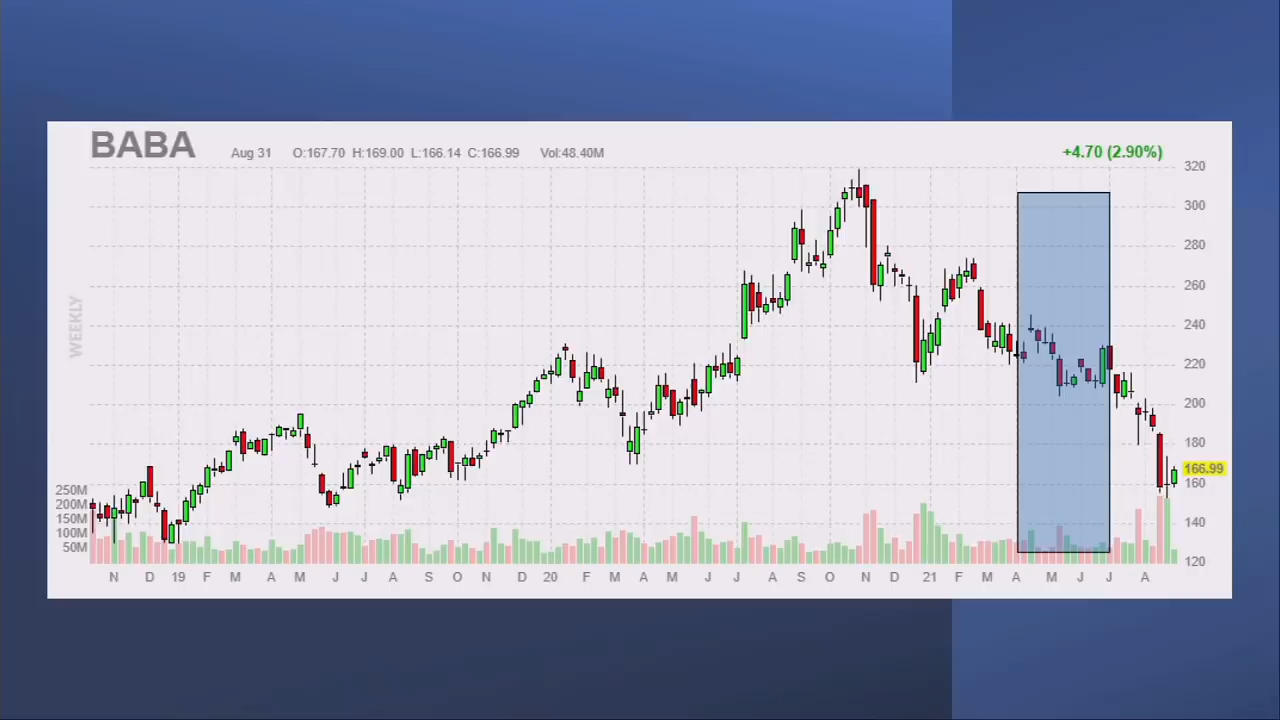 BABA
Aug 31 O:167.70 H:169.00 L:166.14 C:166.99 Vol:48.40M
+4.70 (2.90%)
WEEKLY
320
300
280
260
240
220
200
180
166.99
160
140
120
250M
200M
150M
100M
50M
N D 19 F M A M J J A S O N D 20 F M A M J J A S O N D 21 F M A M J J A